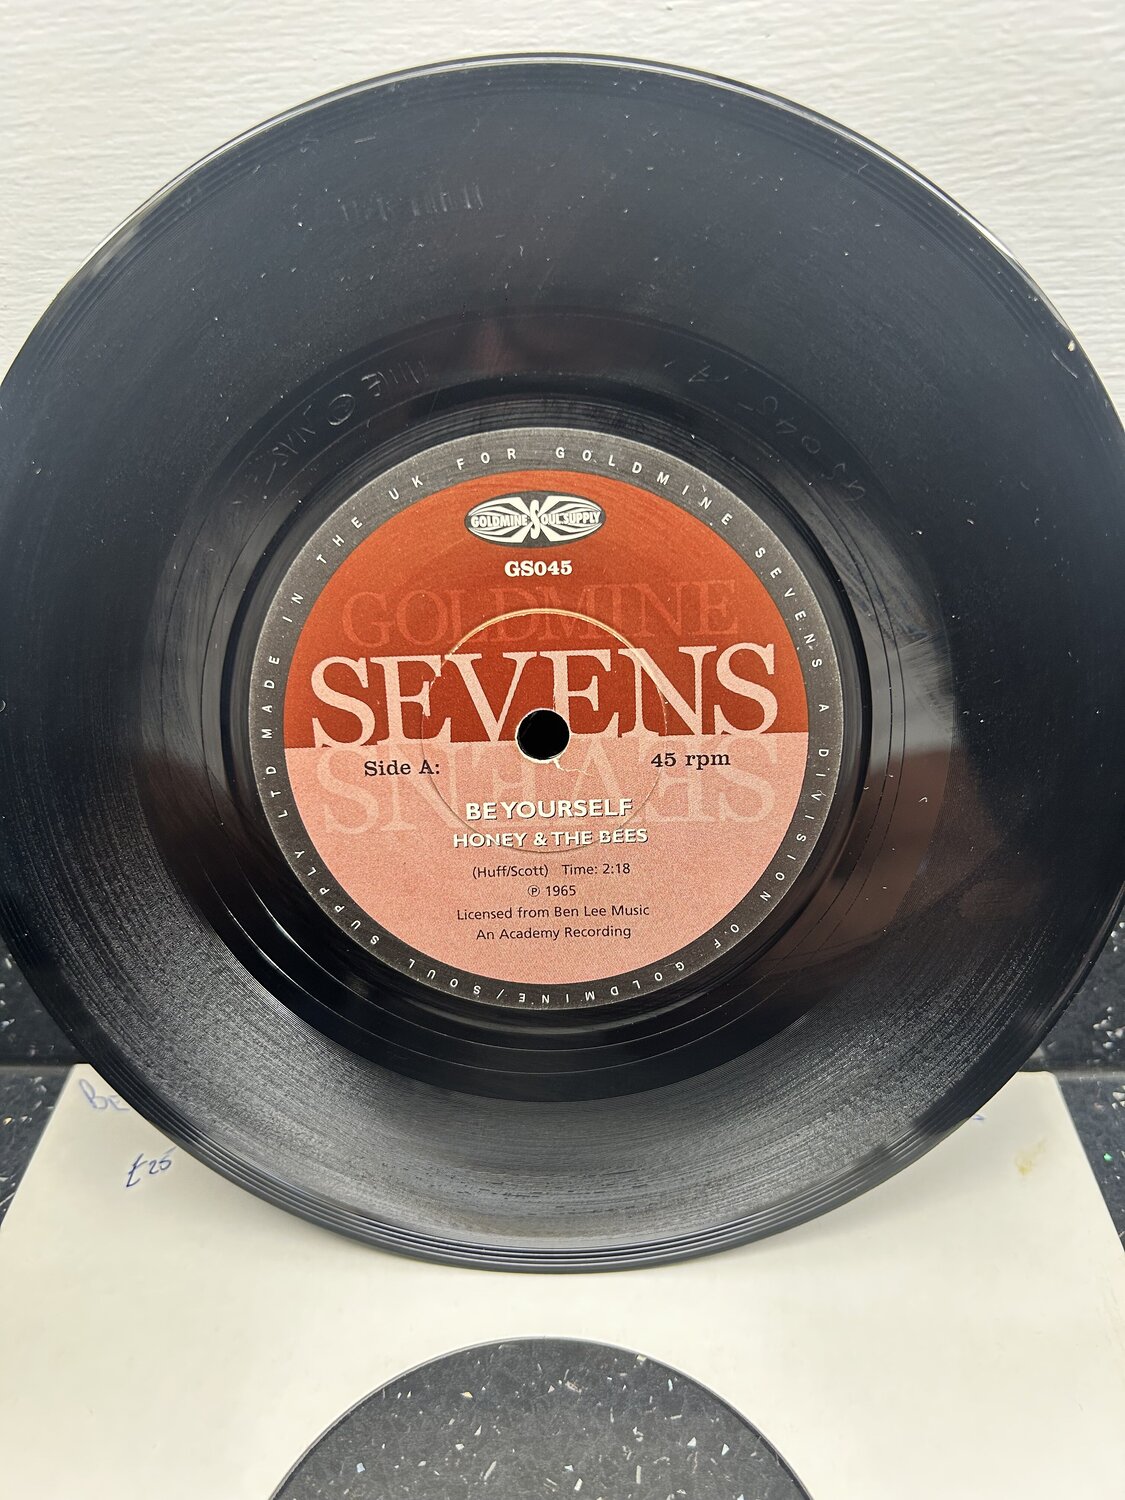 MADE IN THE UK FOR GOLDMINE SEVENS A DIVISION OF GOLDMINE/SOUL SUPPLY LTD
GOLDMINE SOUL SUPPLY
GS045
GOLDMINE
SEVENS
SEVENS
Side A: 45 rpm
BE YOURSELF
HONEY & THE BEES
(Huff/Scott) Time: 2:18
℗ 1965
Licensed from Ben Lee Music
An Academy Recording
BE
£25